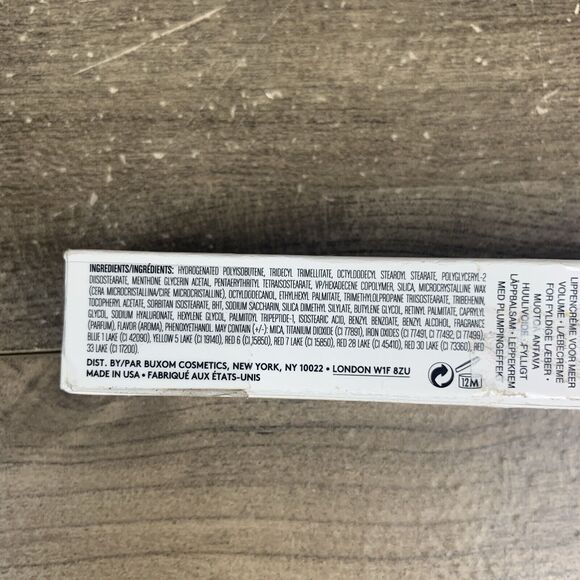 INGREDIENTS/INGRÉDIENTS: HYDROGENATED POLYISOBUTENE, TRIDECYL TRIMELLITATE, OCTYLDODECYL STEAROYL STEARATE, POLYGLYCERYL-2
DIISOSTEARATE, MENTHONE GLYCERIN ACETAL, PENTAERYTHRITYL TETRAISOSTEARATE, VP/HEXADECENE COPOLYMER, SILICA, MICROCRYSTALLINE WAX
(CERA MICROCRISTALLINA/CIRE MICROCRISTALLINE), OCTYLDODECANOL, ETHYLHEXYL PALMITATE, TRIMETHYLOLPROPANE TRIISOSTEARATE, TRIBEHENIN,
TOCOPHERYL ACETATE, SORBITAN ISOSTEARATE, BHT, SODIUM SACCHARIN, SILICA DIMETHYL SILYLATE, BUTYLENE GLYCOL, RETINYL PALMITATE, CAPRYLYL
GLYCOL, SODIUM HYALURONATE, HEXYLENE GLYCOL, PALMITOYL TRIPEPTIDE-1, ISOSTEARIC ACID, BENZYL BENZOATE, BENZYL ALCOHOL, FRAGRANCE
(PARFUM), FLAVOR (AROMA), PHENOXYETHANOL. MAY CONTAIN (+/-): MICA, TITANIUM DIOXIDE (CI 77891), IRON OXIDES (CI 77491, CI 77492, CI 77499),
BLUE 1 LAKE (CI 42090), YELLOW 5 LAKE (CI 19140), RED 6 (CI 15850), RED 7 LAKE (CI 15850), RED 28 LAKE (CI 45410), RED 30 LAKE (CI 73360), RED
33 LAKE (CI 17200).
DIST. BY/PAR BUXOM COSMETICS, NEW YORK, NY 10022 • LONDON W1F 8ZU
MADE IN USA • FABRIQUÉ AUX ÉTATS-UNIS
12M
LIPPENCRÈME VOOR MEER
VOLUME • LÆBECREME
FOR FYLDIGE LÆBER •
ANTAVA
HUULIVOIDE • FYLLIGT
LÄPPBALSAM • LEPPEKREM
MED PLUMPINGEFFEKT